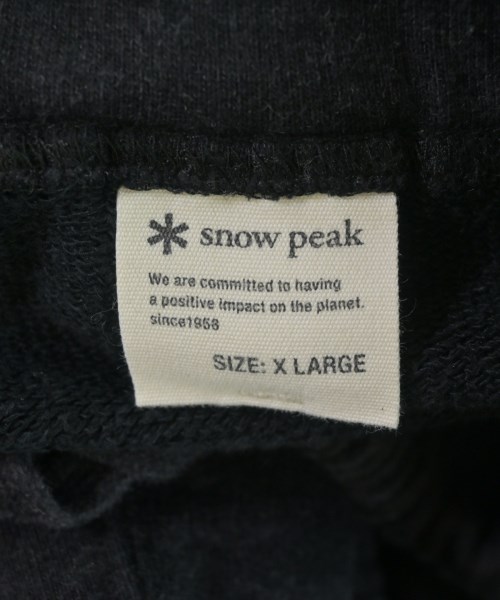 snow peak
We are committed to having
a positive impact on the planet.
since1958
SIZE: X LARGE